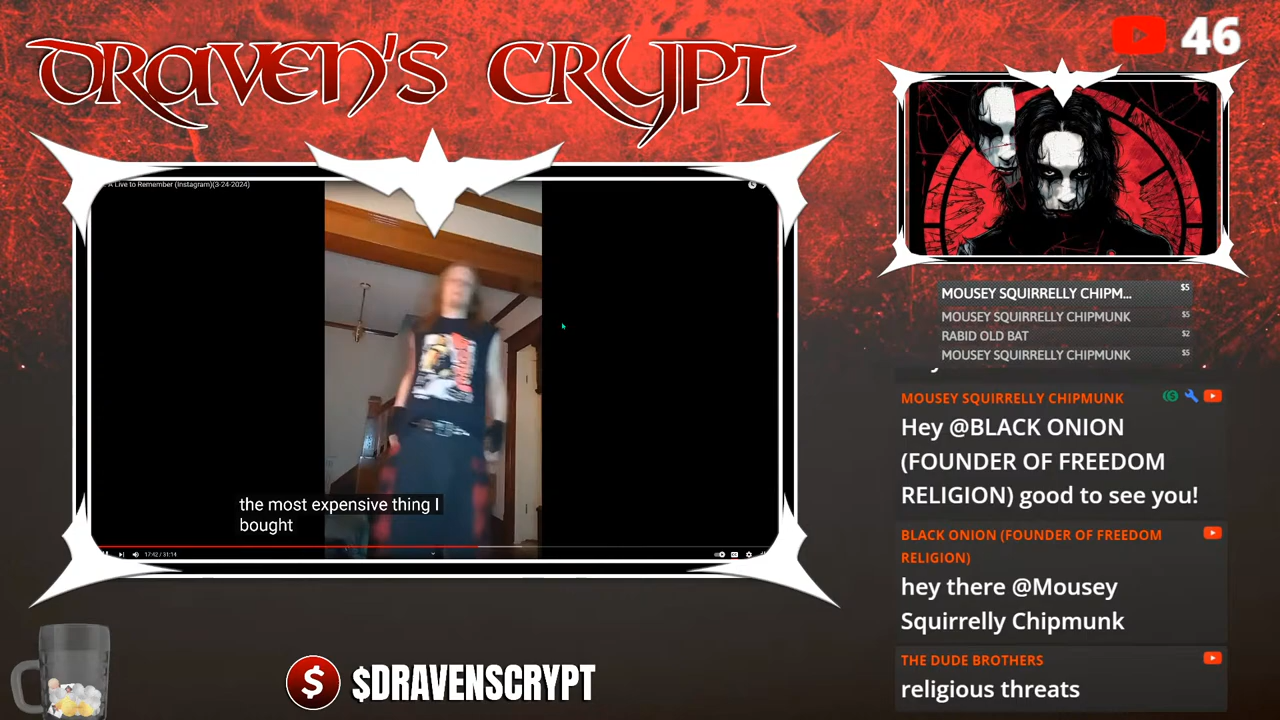 DRAVEN'S CRYPT
46
A Live to Remember (Instagram)(3-24-2024)
the most expensive thing I
bought
17:42 / 31:14
MOUSEY SQUIRRELLY CHIPM... $5
MOUSEY SQUIRRELLY CHIPMUNK $5
RABID OLD BAT $2
MOUSEY SQUIRRELLY CHIPMUNK $5
MOUSEY SQUIRRELLY CHIPMUNK
Hey @BLACK ONION
(FOUNDER OF FREEDOM
RELIGION) good to see you!
BLACK ONION (FOUNDER OF FREEDOM
RELIGION)
hey there @Mousey
Squirrelly Chipmunk
THE DUDE BROTHERS
religious threats
$ $DRAVENSCRYPT